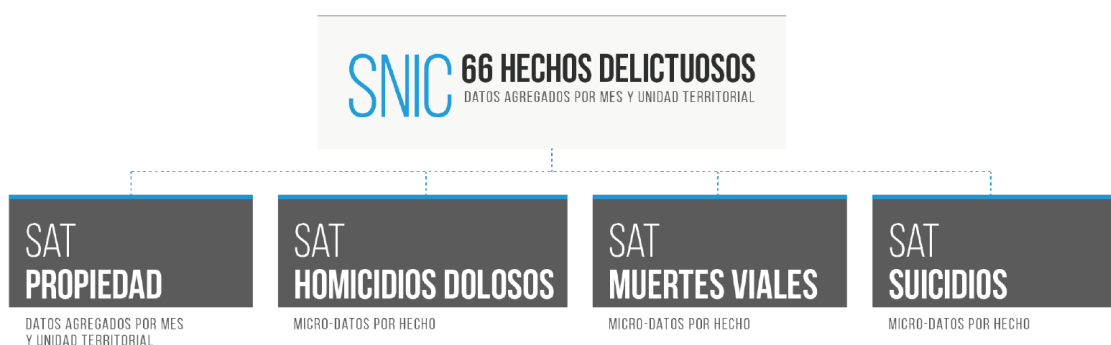 SNIC 66 HECHOS DELICTUOSOS
DATOS AGREGADOS POR MES Y UNIDAD TERRITORIAL
SAT
PROPIEDAD
DATOS AGREGADOS POR MES
Y UNIDAD TERRITORIAL
SAT
HOMICIDIOS DOLOSOS
MICRO-DATOS POR HECHO
SAT
MUERTES VIALES
MICRO-DATOS POR HECHO
SAT
SUICIDIOS
MICRO-DATOS POR HECHO